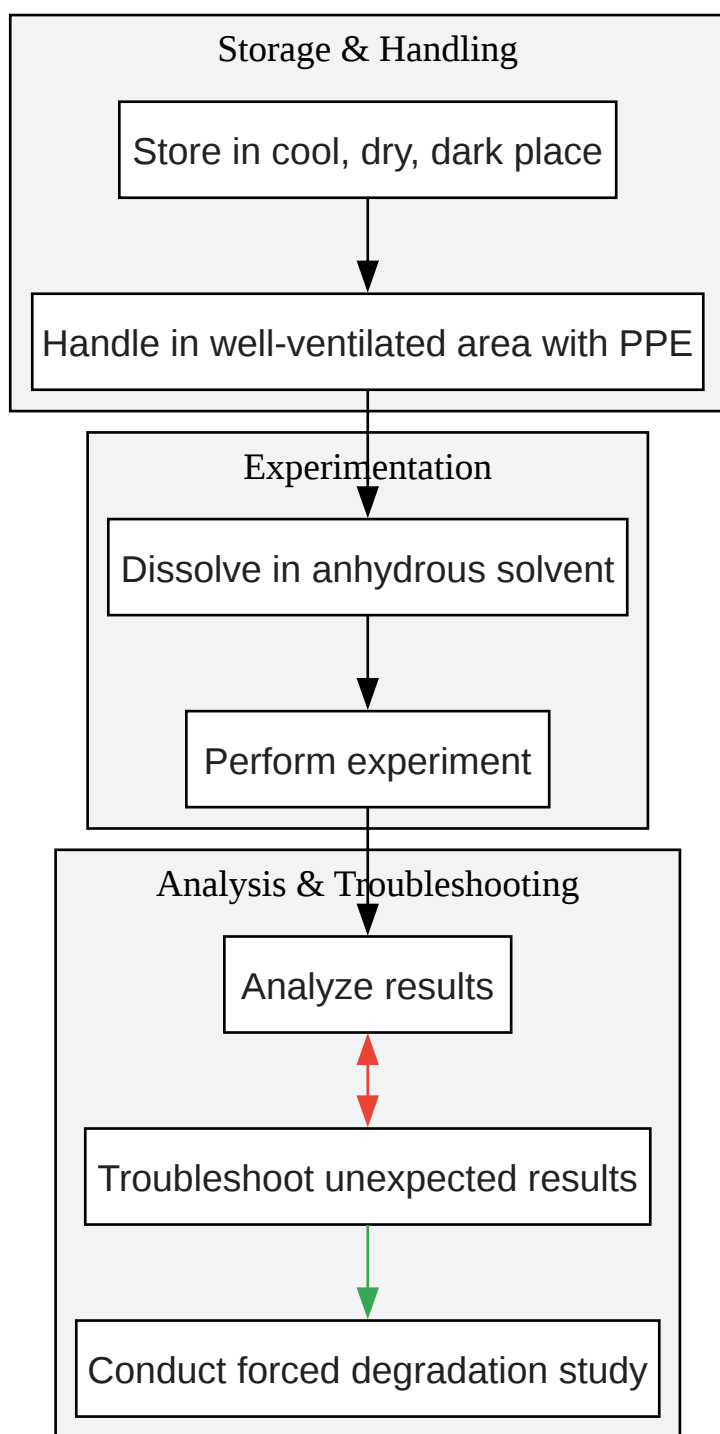 Storage & Handling
Store in cool, dry, dark place
Handle in well-ventilated area with PPE
Experimentation
Dissolve in anhydrous solvent
Perform experiment
Analysis & Troubleshooting
Analyze results
Troubleshoot unexpected results
Conduct forced degradation study